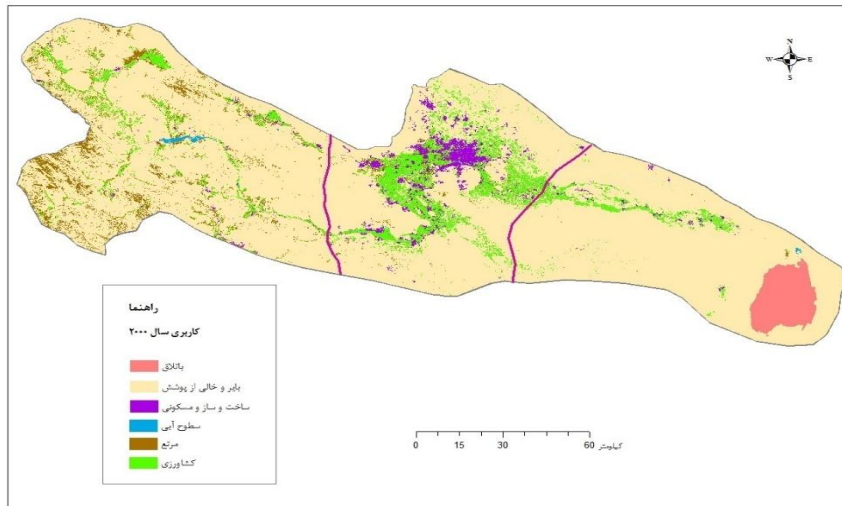 N
W E
S
راهنما
کاربری سال ۲۰۰۰
باتلاق
بایر و خالی از پوشش
ساخت و ساز و مسکونی
سطوح آبی
مرتع
کشاورزی
0 15 30 60 کیلومتر